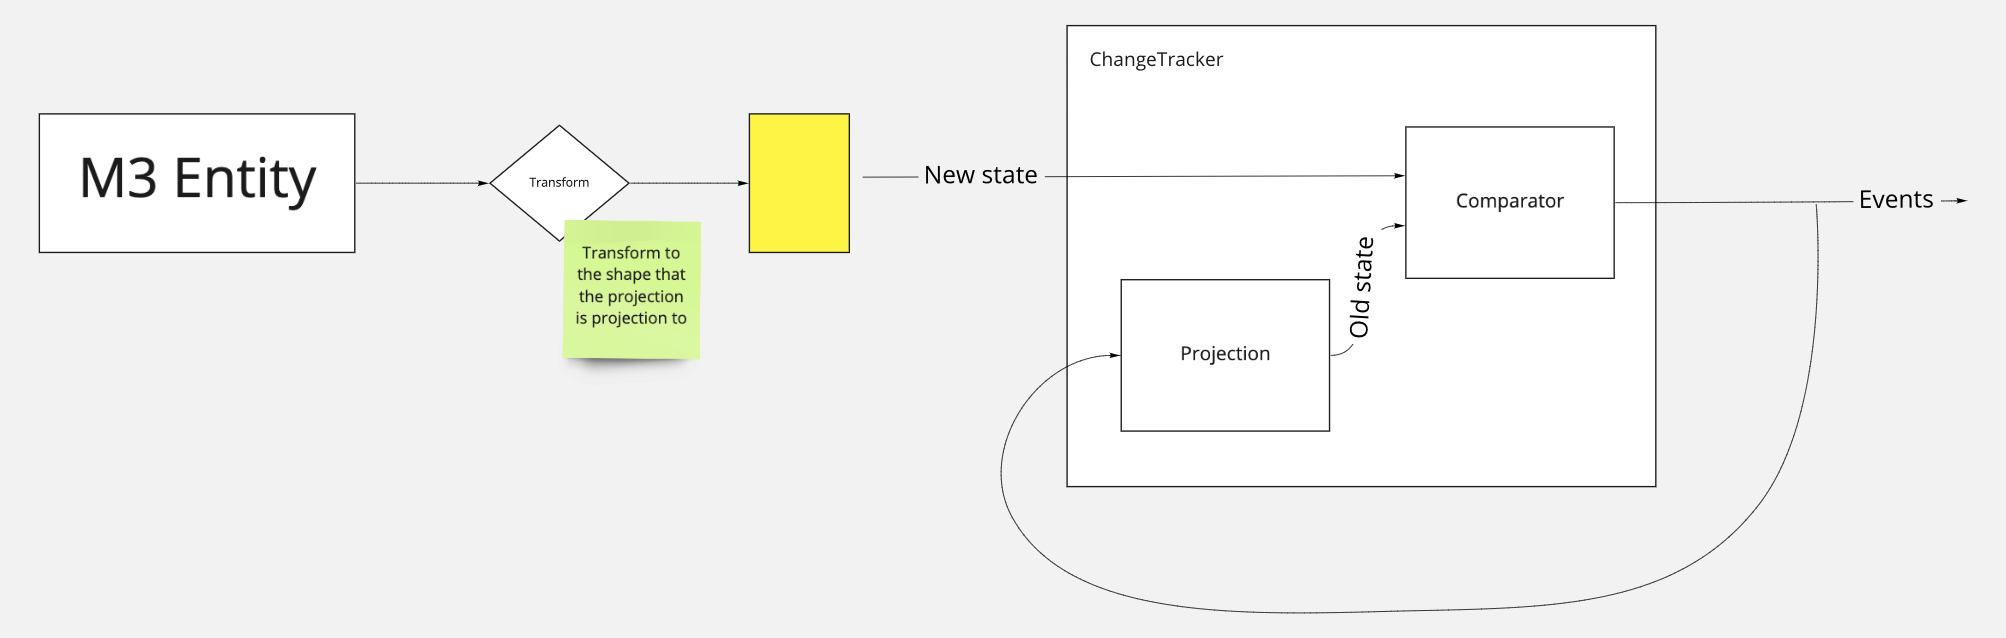 ChangeTracker
M3 Entity
Transform
New state
Comparator
Events
Transform to
the shape that
the projection
is projection to
Old state
Projection